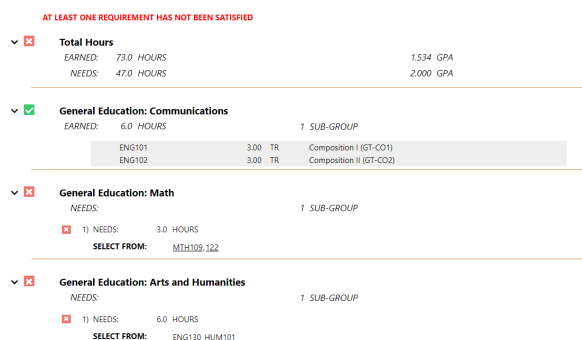 AT LEAST ONE REQUIREMENT HAS NOT BEEN SATISFIED
Total Hours
EARNED: 73.0 HOURS 1.534 GPA
NEEDS: 47.0 HOURS 2.000 GPA
General Education: Communications
EARNED: 6.0 HOURS 1 SUB-GROUP
ENG101 3.00 TR Composition I (GT-CO1)
ENG102 3.00 TR Composition II (GT-CO2)
General Education: Math
NEEDS: 1 SUB-GROUP
1) NEEDS: 3.0 HOURS
SELECT FROM: MTH109,122
General Education: Arts and Humanities
NEEDS: 1 SUB-GROUP
1) NEEDS: 6.0 HOURS
SELECT FROM: ENG130 HUM101